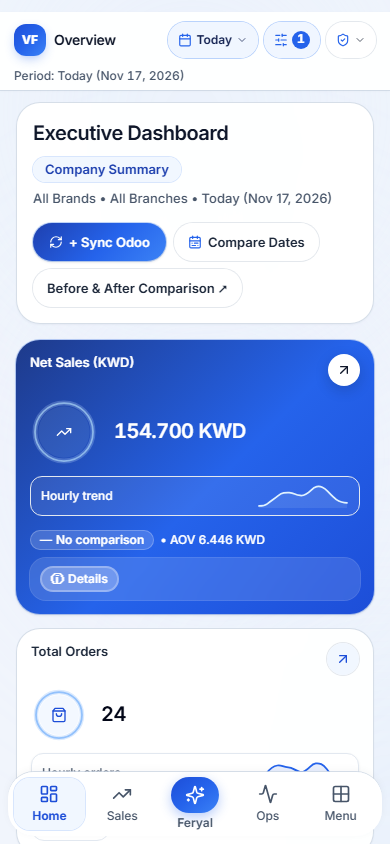 VF Overview Today 1
Period: Today (Nov 17, 2026)
Executive Dashboard
Company Summary
All Brands • All Branches • Today (Nov 17, 2026)
+ Sync Odoo Compare Dates
Before & After Comparison ↗
Net Sales (KWD)
154.700 KWD
Hourly trend
— No comparison • AOV 6.446 KWD
Details
Total Orders
24
Hourly orders
Home Sales Feryal Ops Menu